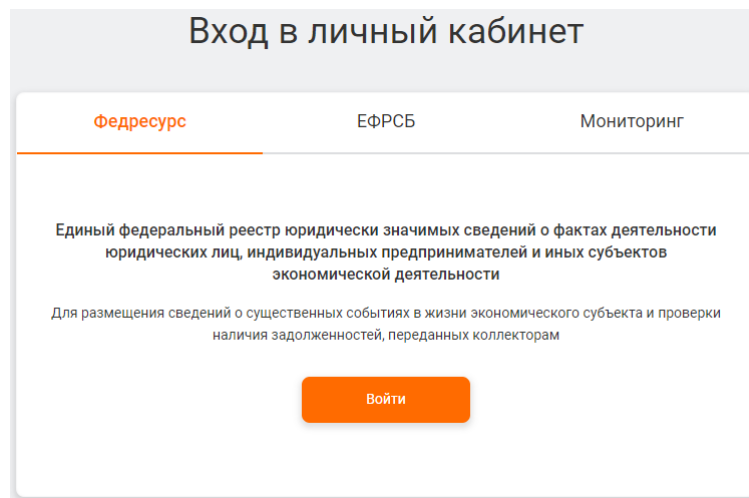 Вход в личный кабинет
Федресурс
ЕФРСБ
Мониторинг
Единый федеральный реестр юридически значимых сведений о фактах деятельности
юридических лиц, индивидуальных предпринимателей и иных субъектов
экономической деятельности
Для размещения сведений о существенных событиях в жизни экономического субъекта и проверки
наличия задолженностей, переданных коллекторам
Войти